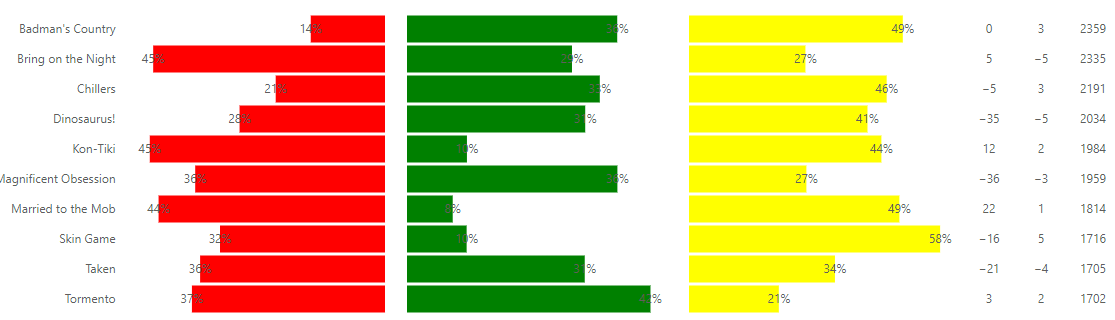 Badman's Country 14% 36% 49% 0 3 2359
Bring on the Night 45% 29% 27% 5 −5 2335
Chillers 21% 33% 46% −5 3 2191
Dinosaurus! 28% 31% 41% −35 −5 2034
Kon-Tiki 45% 10% 44% 12 2 1984
Magnificent Obsession 36% 36% 27% −36 −3 1959
Married to the Mob 44% 8% 49% 22 1 1814
Skin Game 32% 10% 58% −16 5 1716
Taken 36% 31% 34% −21 −4 1705
Tormento 37% 42% 21% 3 2 1702